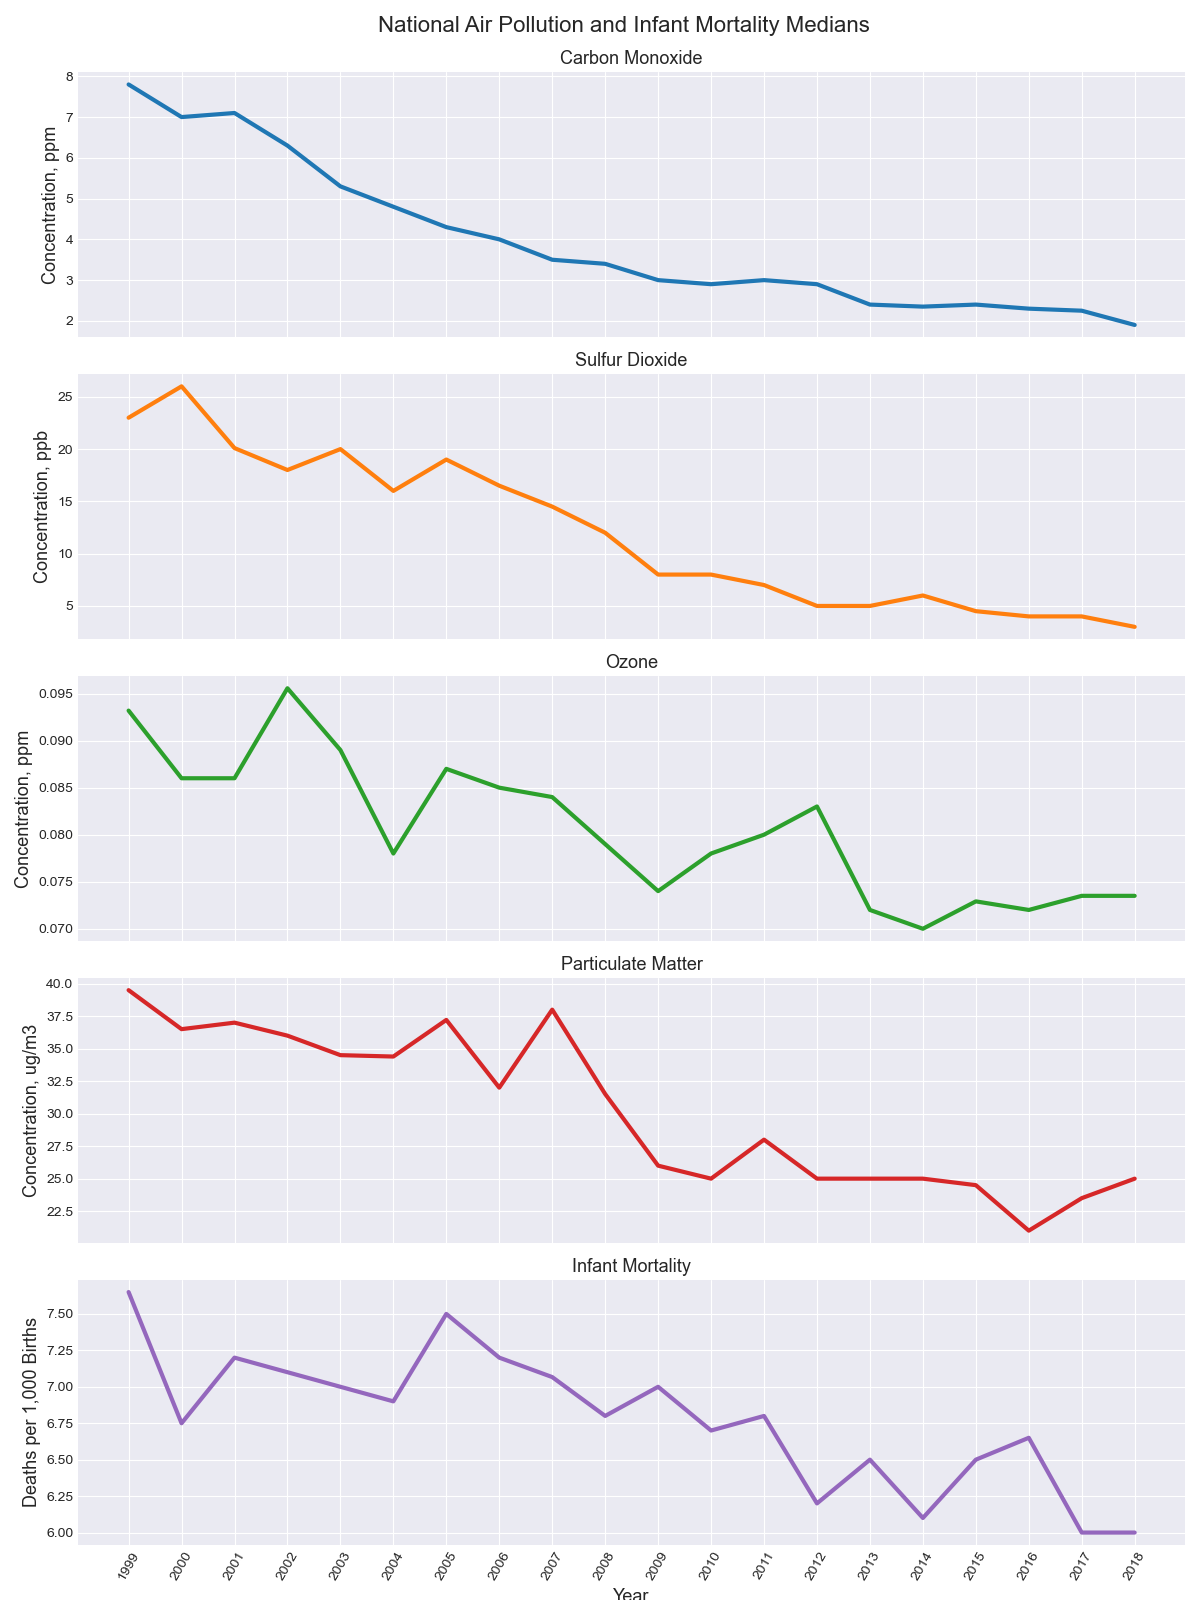 National Air Pollution and Infant Mortality Medians
Carbon Monoxide
Concentration, ppm
8
7
6
5
4
3
2
Sulfur Dioxide
Concentration, ppb
25
20
15
10
5
Ozone
Concentration, ppm
0.095
0.090
0.085
0.080
0.075
0.070
Particulate Matter
Concentration, ug/m3
40.0
37.5
35.0
32.5
30.0
27.5
25.0
22.5
Infant Mortality
Deaths per 1,000 Births
7.50
7.25
7.00
6.75
6.50
6.25
6.00
1999 2000 2001 2002 2003 2004 2005 2006 2007 2008 2009 2010 2011 2012 2013 2014 2015 2016 2017 2018
Year